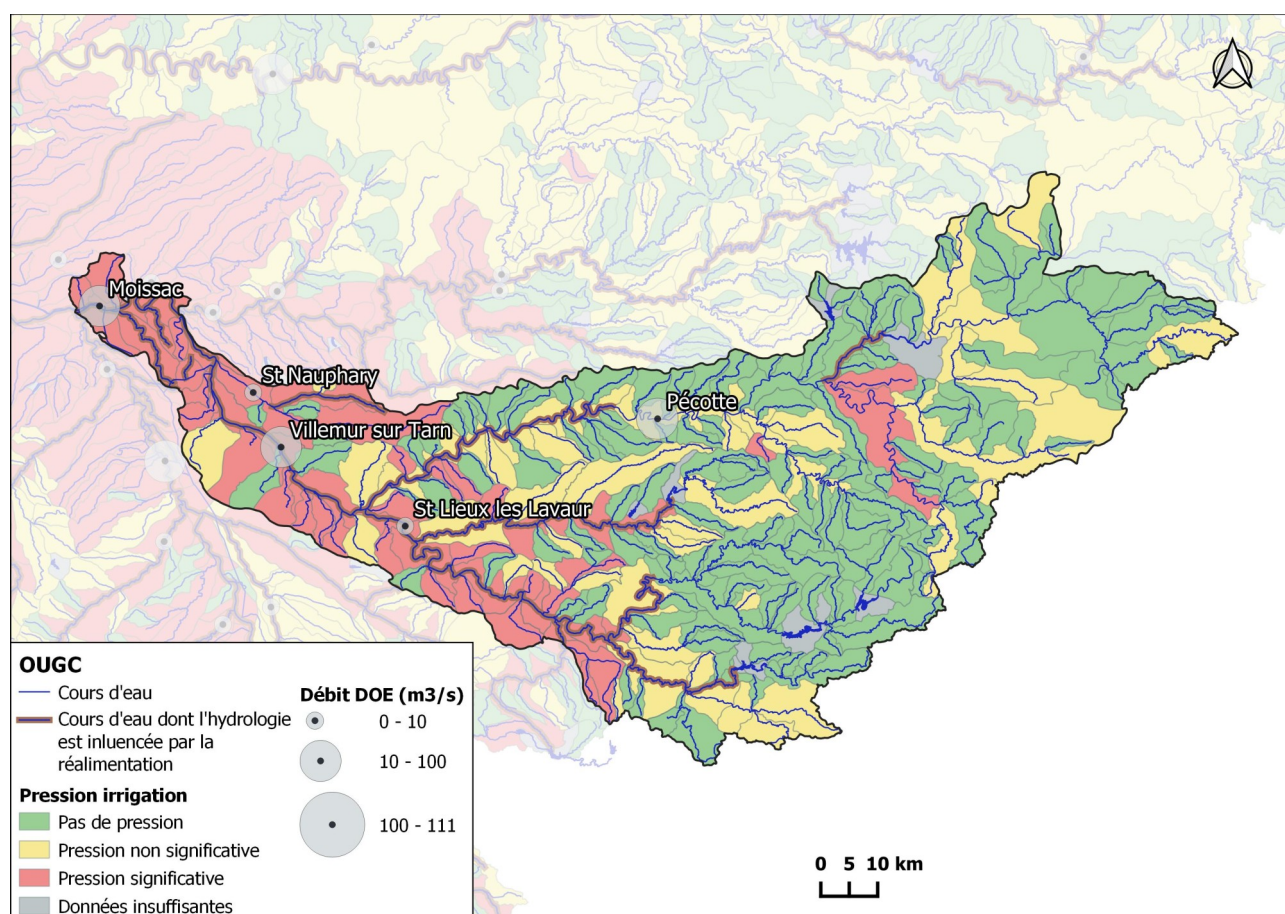 Moissac
St Nauphary
Villemur sur Tarn
Pécotte
St Lieux les Lavaur
OUGC
Cours d'eau
Cours d'eau dont l'hydrologie
est inluencée par la
réalimentation
Pression irrigation
Pas de pression
Pression non significative
Pression significative
Données insuffisantes
Débit DOE (m3/s)
0 - 10
10 - 100
100 - 111
0 5 10 km